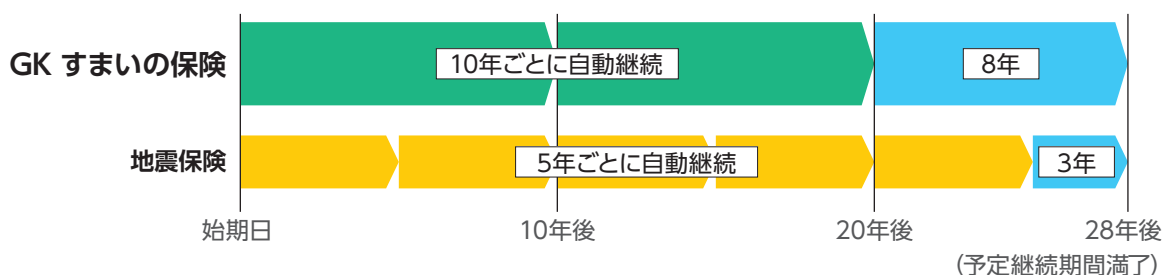 GK すまいの保険
10年ごとに自動継続
8年
地震保険
5年ごとに自動継続
3年
始期日
10年後
20年後
28年後
(予定継続期間満了)